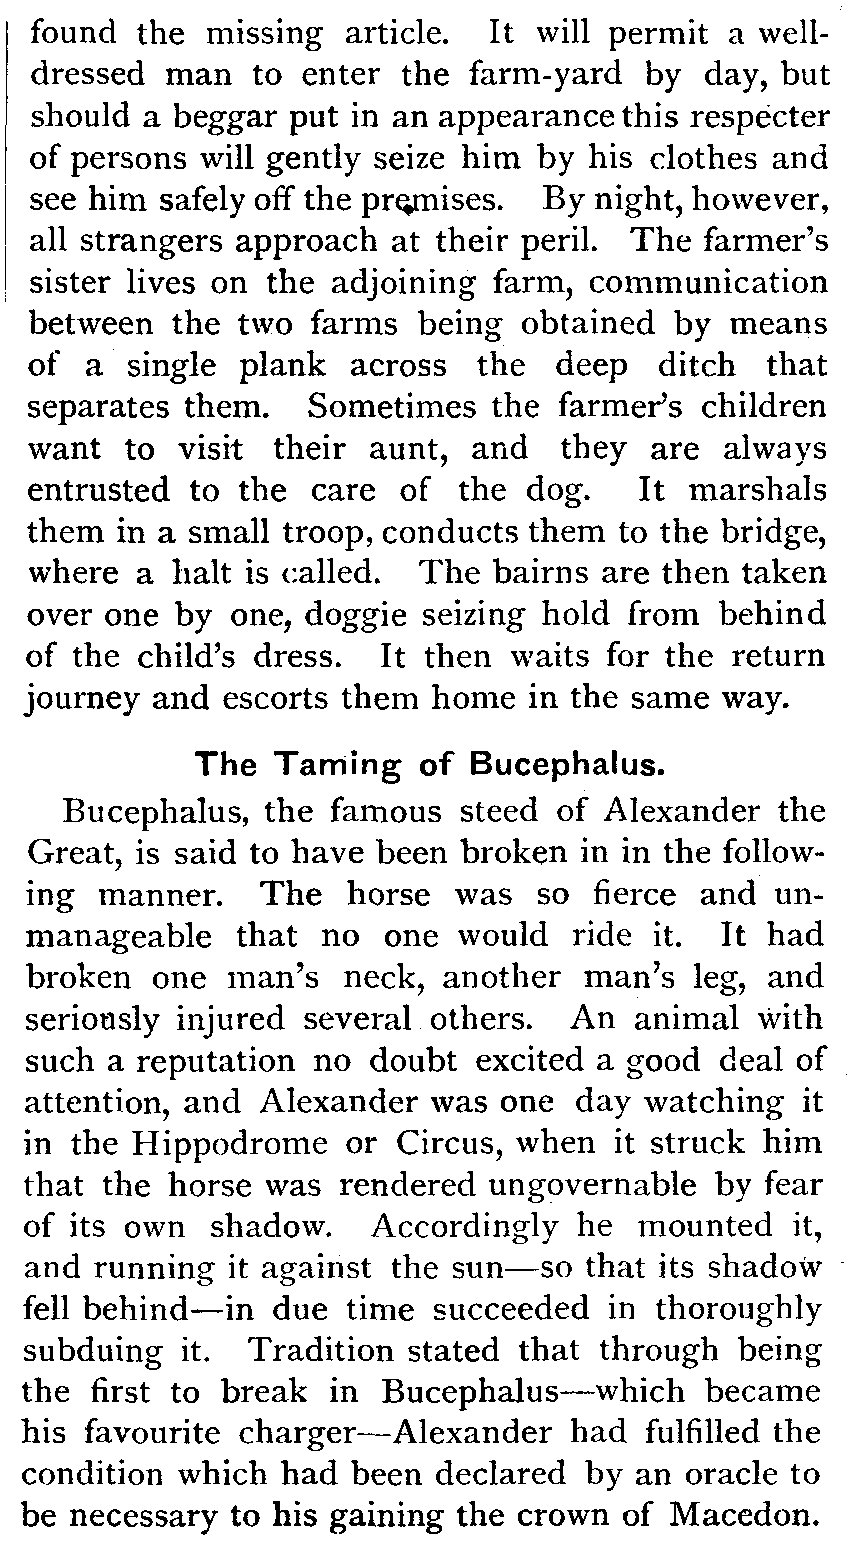 found the missing article. It will permit a well-
dressed man to enter the farm-yard by day, but
should a beggar put in an appearance this respecter
of persons will gently seize him by his clothes and
see him safely off the premises. By night, however,
all strangers approach at their peril. The farmer's
sister lives on the adjoining farm, communication
between the two farms being obtained by means
of a single plank across the deep ditch that
separates them. Sometimes the farmer's children
want to visit their aunt, and they are always
entrusted to the care of the dog. It marshals
them in a small troop, conducts them to the bridge,
where a halt is called. The bairns are then taken
over one by one, doggie seizing hold from behind
of the child's dress. It then waits for the return
journey and escorts them home in the same way.
The Taming of Bucephalus.
Bucephalus, the famous steed of Alexander the
Great, is said to have been broken in in the follow-
ing manner. The horse was so fierce and un-
manageable that no one would ride it. It had
broken one man's neck, another man's leg, and
seriously injured several others. An animal with
such a reputation no doubt excited a good deal of
attention, and Alexander was one day watching it
in the Hippodrome or Circus, when it struck him
that the horse was rendered ungovernable by fear
of its own shadow. Accordingly he mounted it,
and running it against the sun—so that its shadow
fell behind—in due time succeeded in thoroughly
subduing it. Tradition stated that through being
the first to break in Bucephalus—which became
his favourite charger—Alexander had fulfilled the
condition which had been declared by an oracle to
be necessary to his gaining the crown of Macedon.